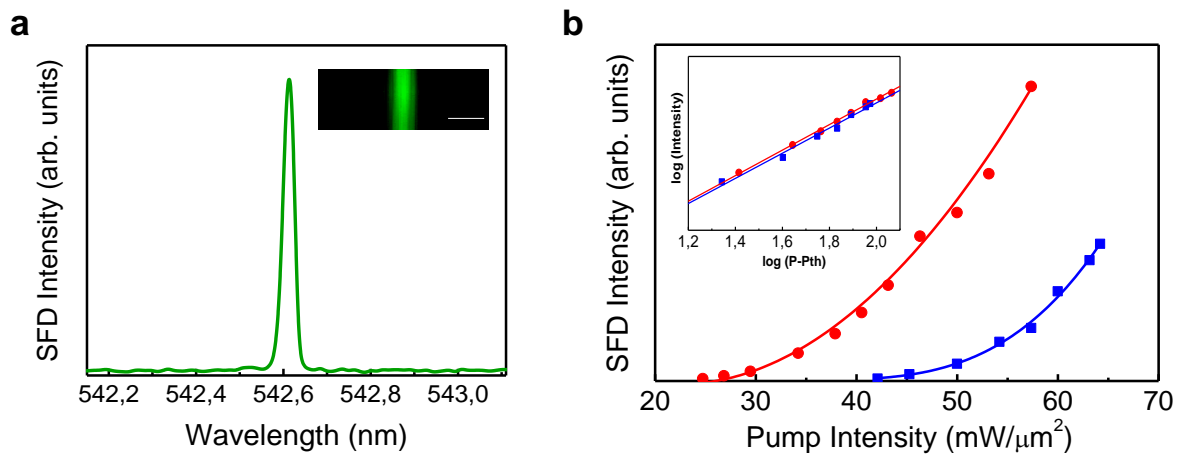 a
SFD Intensity (arb. units)
542,2 542,4 542,6 542,8 543,0
Wavelength (nm)
b
SFD Intensity (arb. units)
log (Intensity)
1,2 1,4 1,6 1,8 2,0
log (P-Pth)
20 30 40 50 60 70
Pump Intensity (mW/μm²)